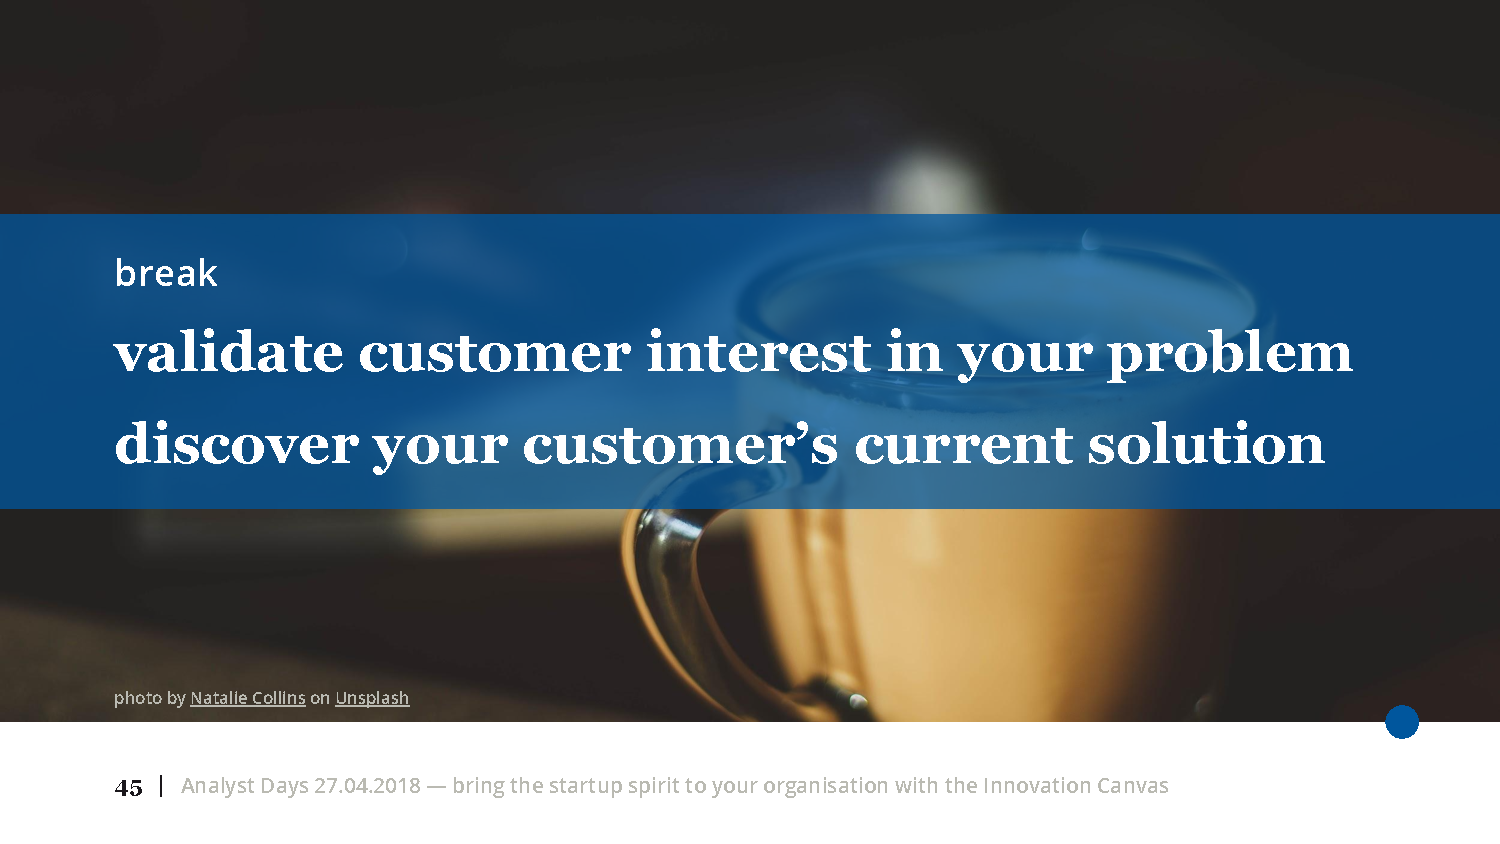 break
validate customer interest in your problem
discover your customer’s current solution
photo by Natalie Collins on Unsplash
45 | Analyst Days 27.04.2018 — bring the startup spirit to your organisation with the Innovation Canvas